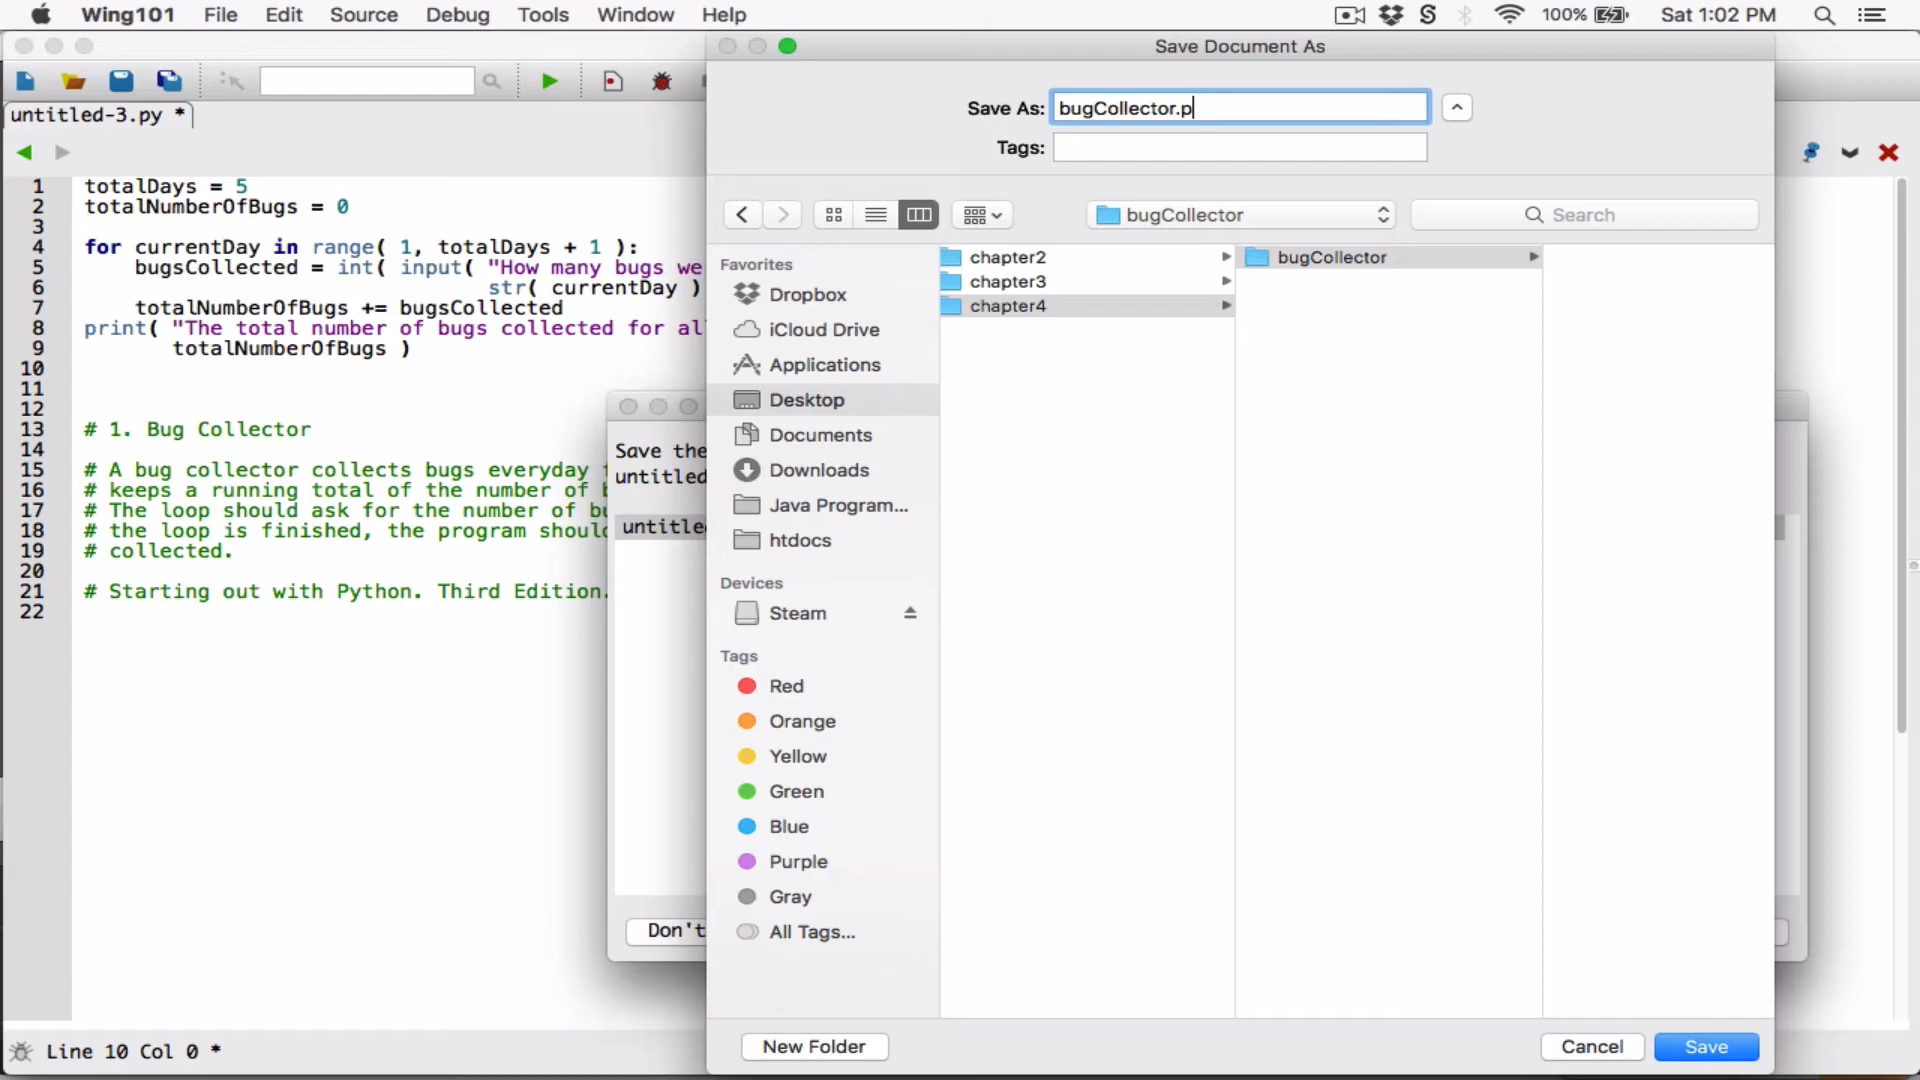 Wing101 File Edit Source Debug Tools Window Help 100% Sat 1:02 PM
Save Document As
untitled-3.py *
Save As: bugCollector.p
Tags:
bugCollector
Search
1 totalDays = 5
2 totalNumberOfBugs = 0
3
4 for currentDay in range( 1, totalDays + 1 ):
5 bugsCollected = int( input( "How many bugs we
6 str( currentDay )
7 totalNumberOfBugs += bugsCollected
8 print( "The total number of bugs collected for al
9 totalNumberOfBugs )
10
11
12
13 # 1. Bug Collector
14
15 # A bug collector collects bugs everyday
16 # keeps a running total of the number of
17 # The loop should ask for the number of bu
18 # the loop is finished, the program should
19 # collected.
20
21 # Starting out with Python. Third Edition.
22
Save the
untitled
untitle
Don't
Favorites
Dropbox
iCloud Drive
Applications
Desktop
Documents
Downloads
Java Program...
htdocs
Devices
Steam
Tags
Red
Orange
Yellow
Green
Blue
Purple
Gray
All Tags...
chapter2
chapter3
chapter4
bugCollector
New Folder
Cancel
Save
Line 10 Col 0 *